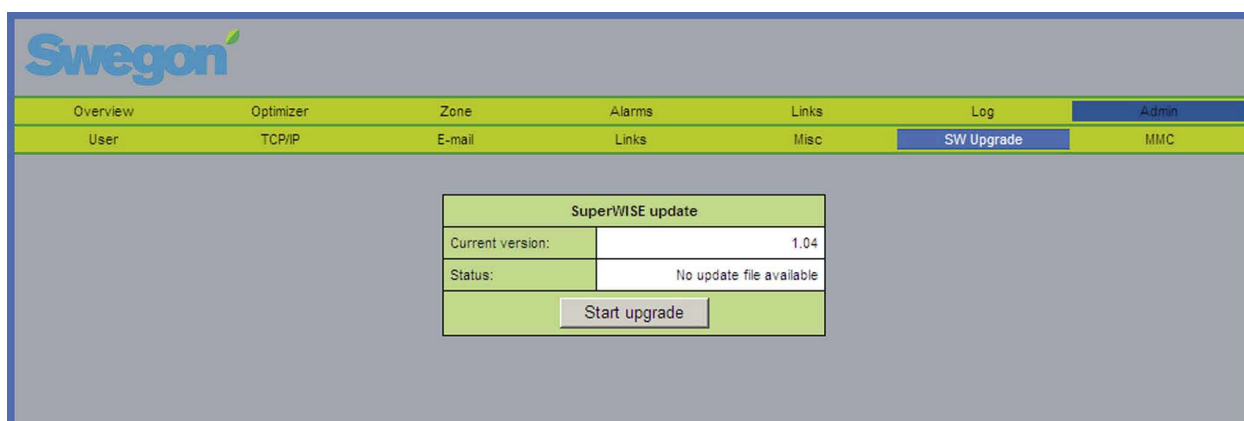 Swegon
Overview Optimizer Zone Alarms Links Log Admin
User TCP/IP E-mail Links Misc SW Upgrade MMC
SuperWISE update
Current version: 1.04
Status: No update file available
Start upgrade